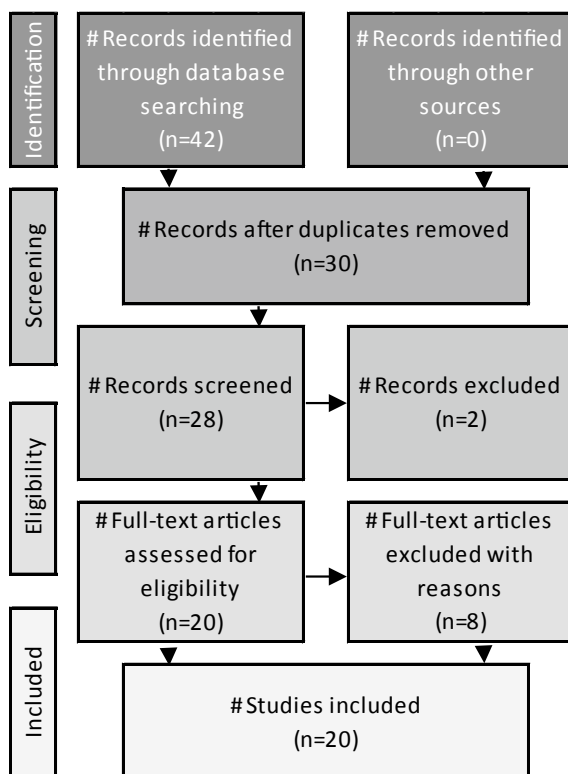 Identification
# Records identified
through database
searching
(n=42)
# Records identified
through other
sources
(n=0)
Screening
# Records after duplicates removed
(n=30)
# Records screened
(n=28)
# Records excluded
(n=2)
Eligibility
# Full-text articles
assessed for
eligibility
(n=20)
# Full-text articles
excluded with
reasons
(n=8)
Included
# Studies included
(n=20)